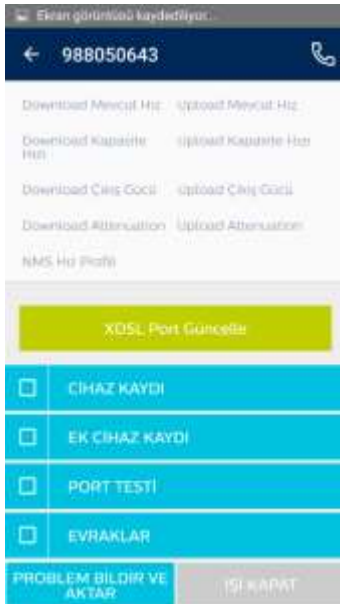 Ekran görüntüsü kaydediliyor...
988050643
Download Mevcut Hız Upload Mevcut Hız
Download Kapasite Hızı Upload Kapasite Hızı
Download Çıkış Gücü Upload Çıkış Gücü
Download Attenuation Upload Attenuation
NMS Hız Profili
XDSL Port Güncelle
CİHAZ KAYDI
EK CİHAZ KAYDI
PORT TESTİ
EVRAKLAR
PROBLEM BİLDİR VE AKTAR
İŞİ KAPAT